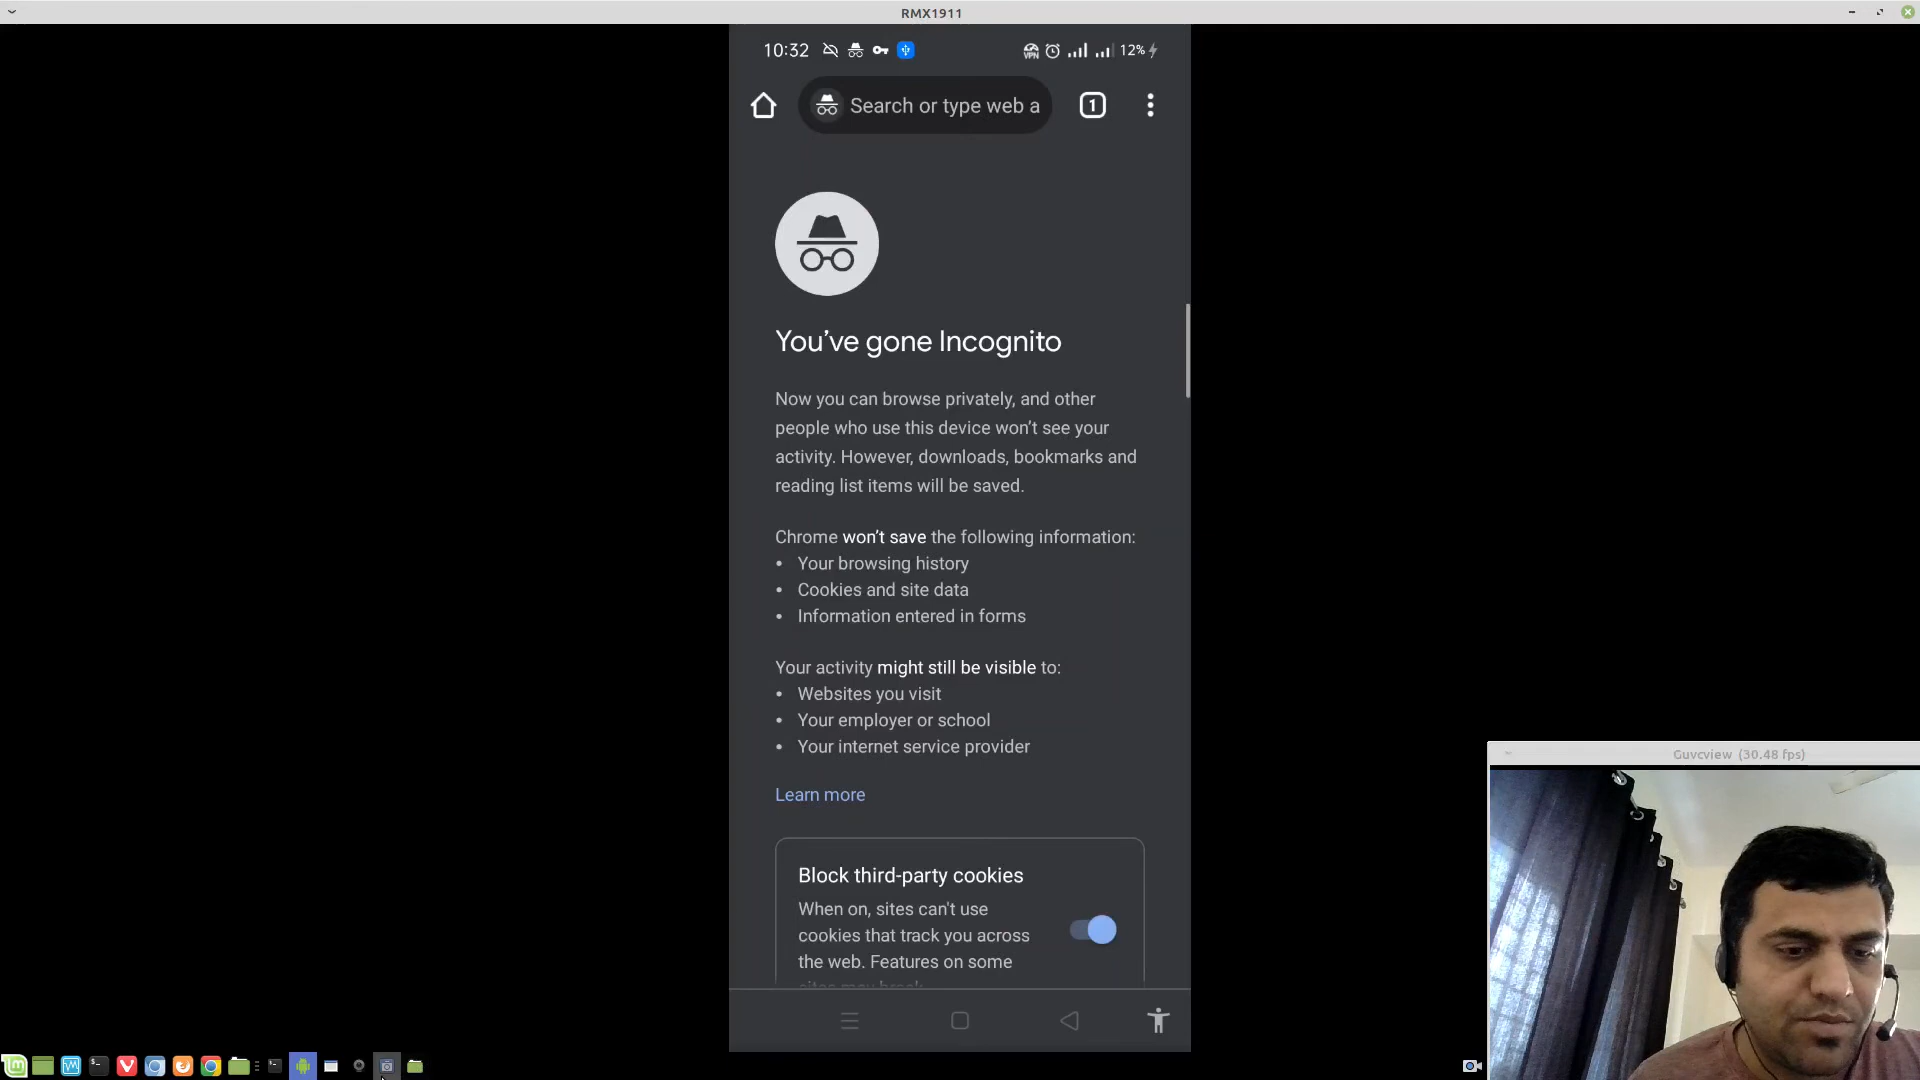 RMX1911
10:32
VPN
12%
Search or type web a
1
You’ve gone Incognito
Now you can browse privately, and other
people who use this device won’t see your
activity. However, downloads, bookmarks and
reading list items will be saved.
Chrome won’t save the following information:
• Your browsing history
• Cookies and site data
• Information entered in forms
Your activity might still be visible to:
• Websites you visit
• Your employer or school
• Your internet service provider
Learn more
Block third-party cookies
When on, sites can't use
cookies that track you across
the web. Features on some
Guvcview (30.48 fps)